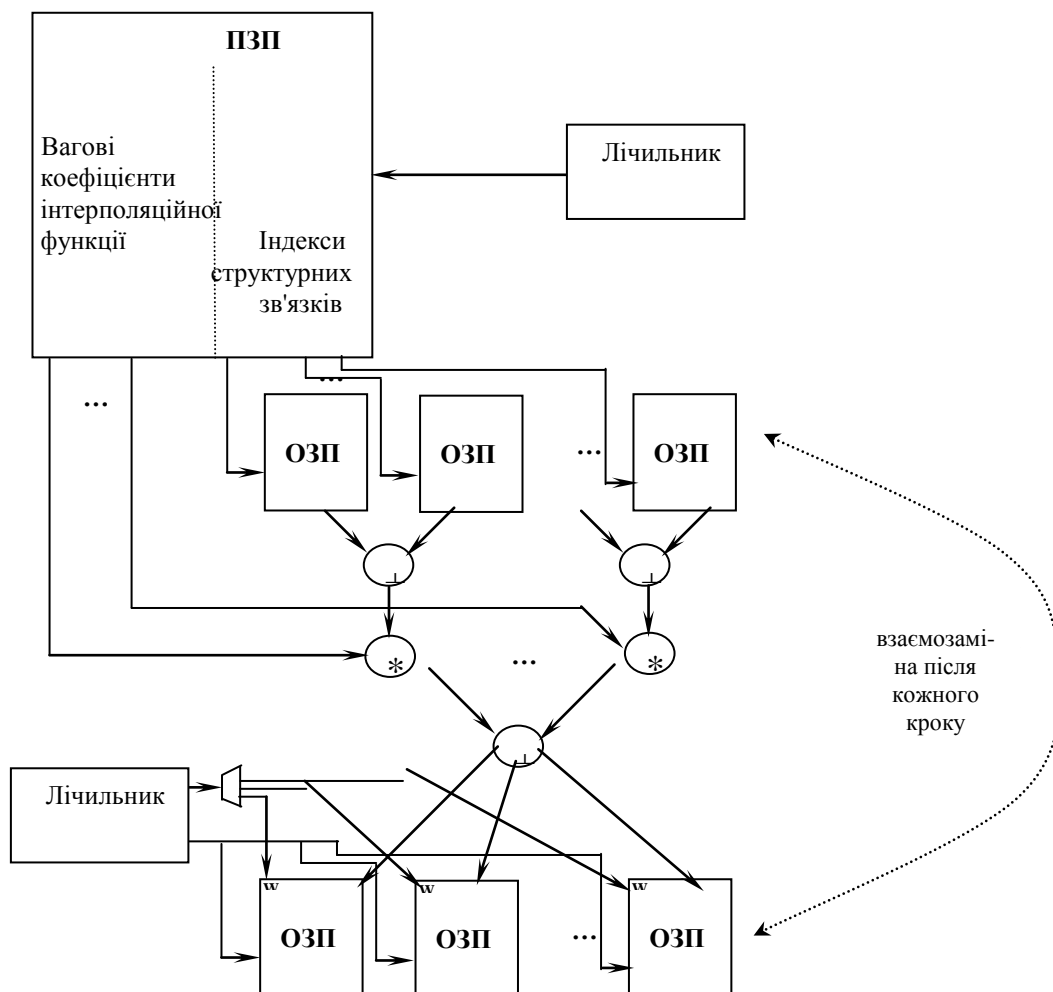 ПЗП
Вагові
коефіцієнти
інтерполяційної
функції
Індекси
структурних
зв'язків
Лічильник
...
...
ОЗП
ОЗП
...
ОЗП
*
...
*
взаємозамі-
на після
кожного
кроку
Лічильник
w
w
w
ОЗП
ОЗП
...
ОЗП